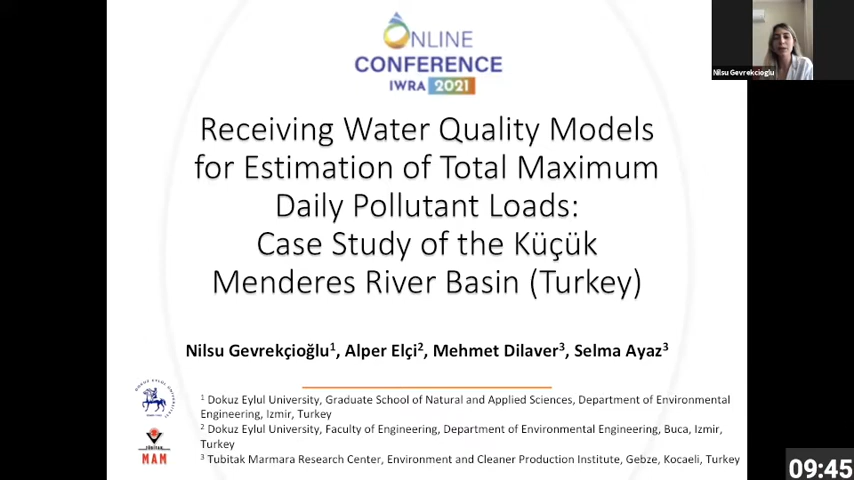 ONLINE
CONFERENCE
IWRA 2021
Nilsu Gevrekcioglu
Receiving Water Quality Models
for Estimation of Total Maximum
Daily Pollutant Loads:
Case Study of the Küçük
Menderes River Basin (Turkey)
Nilsu Gevrekçioğlu¹, Alper Elçi², Mehmet Dilaver³, Selma Ayaz³
¹ Dokuz Eylul University, Graduate School of Natural and Applied Sciences, Department of Environmental
Engineering, Izmir, Turkey
² Dokuz Eylul University, Faculty of Engineering, Department of Environmental Engineering, Buca, Izmir,
Turkey
³ Tubitak Marmara Research Center, Environment and Cleaner Production Institute, Gebze, Kocaeli, Turkey
TÜBİTAK
MAM
09:45